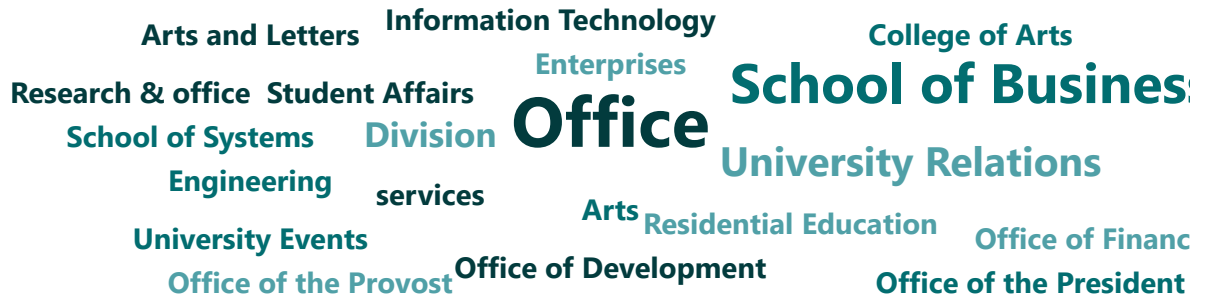 Information Technology
Arts and Letters
College of Arts
Enterprises
School of Busines
Research & office
Student Affairs
Office
School of Systems
Division
University Relations
Engineering
services
Arts
Residential Education
University Events
Office of Financ
Office of Development
Office of the Provost
Office of the President